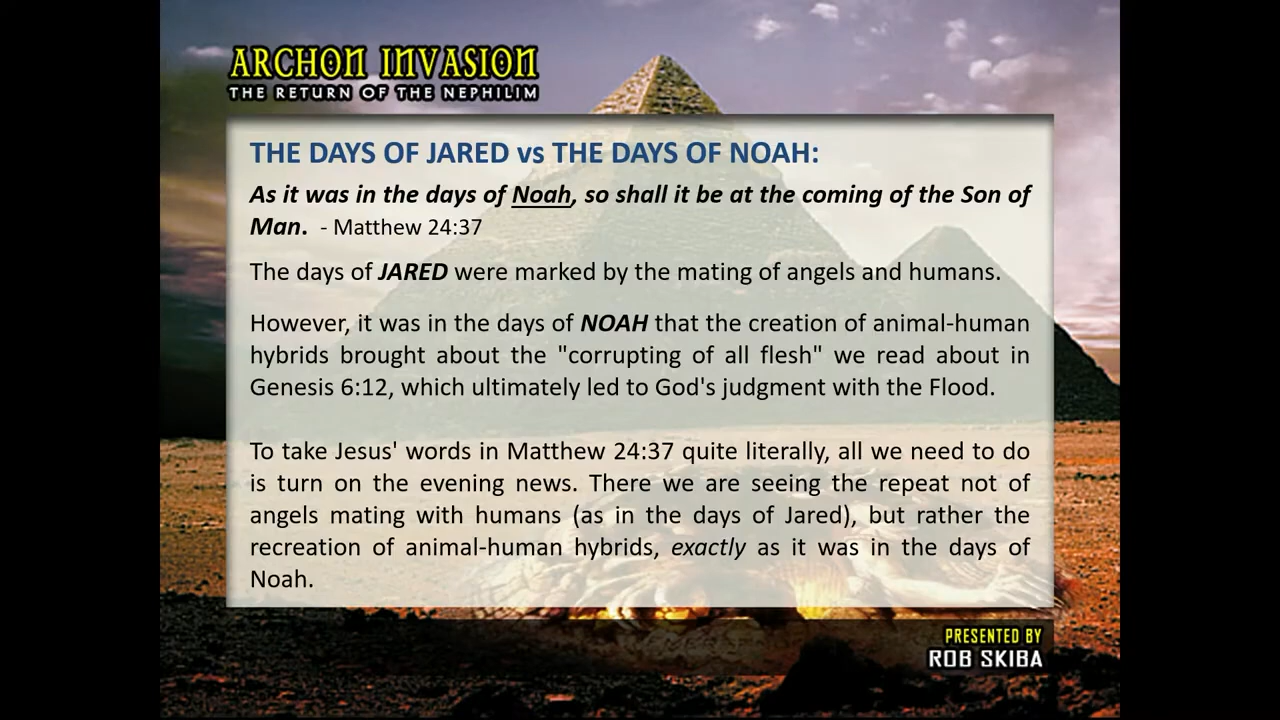 ARCHON INVASION
THE RETURN OF THE NEPHILIM
THE DAYS OF JARED vs THE DAYS OF NOAH:
As it was in the days of Noah, so shall it be at the coming of the Son of
Man. - Matthew 24:37
The days of JARED were marked by the mating of angels and humans.
However, it was in the days of NOAH that the creation of animal-human
hybrids brought about the "corrupting of all flesh" we read about in
Genesis 6:12, which ultimately led to God's judgment with the Flood.
To take Jesus' words in Matthew 24:37 quite literally, all we need to do
is turn on the evening news. There we are seeing the repeat not of
angels mating with humans (as in the days of Jared), but rather the
recreation of animal-human hybrids, exactly as it was in the days of
Noah.
PRESENTED BY
ROB SKIBA